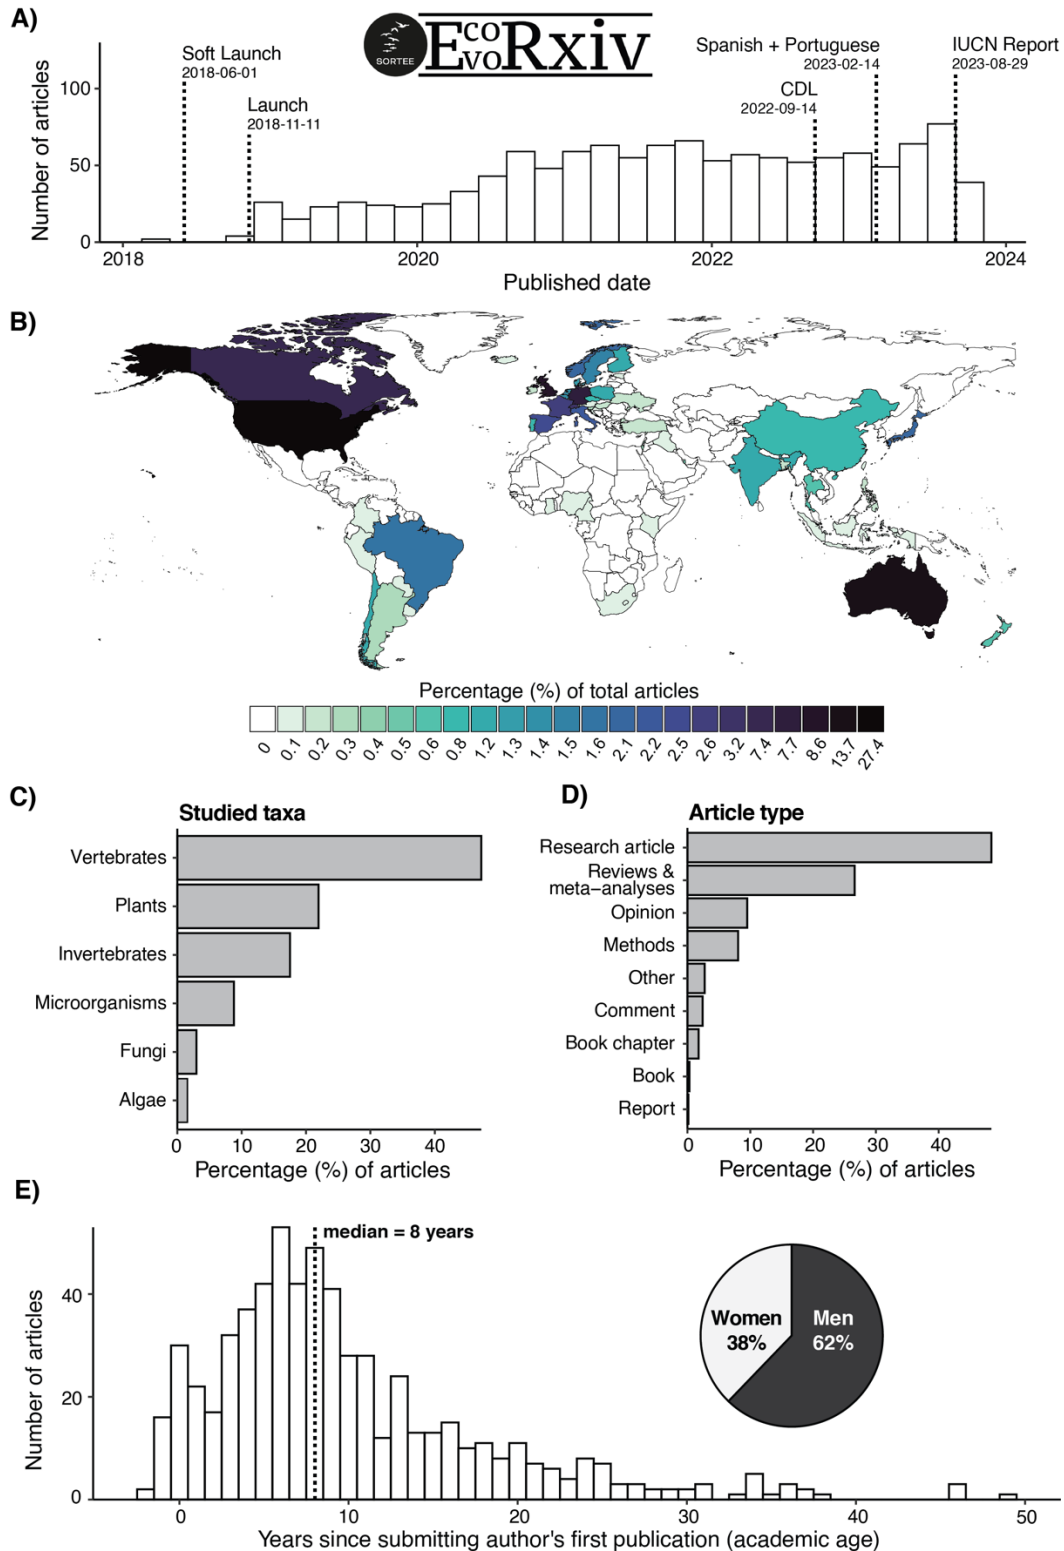 A)
SORTEE
EcoEvoRxiv
Soft Launch
2018-06-01
Launch
2018-11-11
Spanish + Portuguese
2023-02-14
CDL
2022-09-14
IUCN Report
2023-08-29
Number of articles
100
50
0
2018 2020 2022 2024
Published date
B)
Percentage (%) of total articles
0 0.1 0.2 0.3 0.4 0.5 0.6 0.8 1.2 1.3 1.4 1.5 1.6 2.1 2.2 2.5 2.6 3.2 7.4 7.7 8.6 13.7 27.4
C)
Studied taxa
Vertebrates
Plants
Invertebrates
Microorganisms
Fungi
Algae
0 10 20 30 40
Percentage (%) of articles
D)
Article type
Research article
Reviews &
meta-analyses
Opinion
Methods
Other
Comment
Book chapter
Book
Report
0 10 20 30 40
Percentage (%) of articles
E)
median = 8 years
Number of articles
40
20
0
Women
38%
Men
62%
0 10 20 30 40 50
Years since submitting author's first publication (academic age)